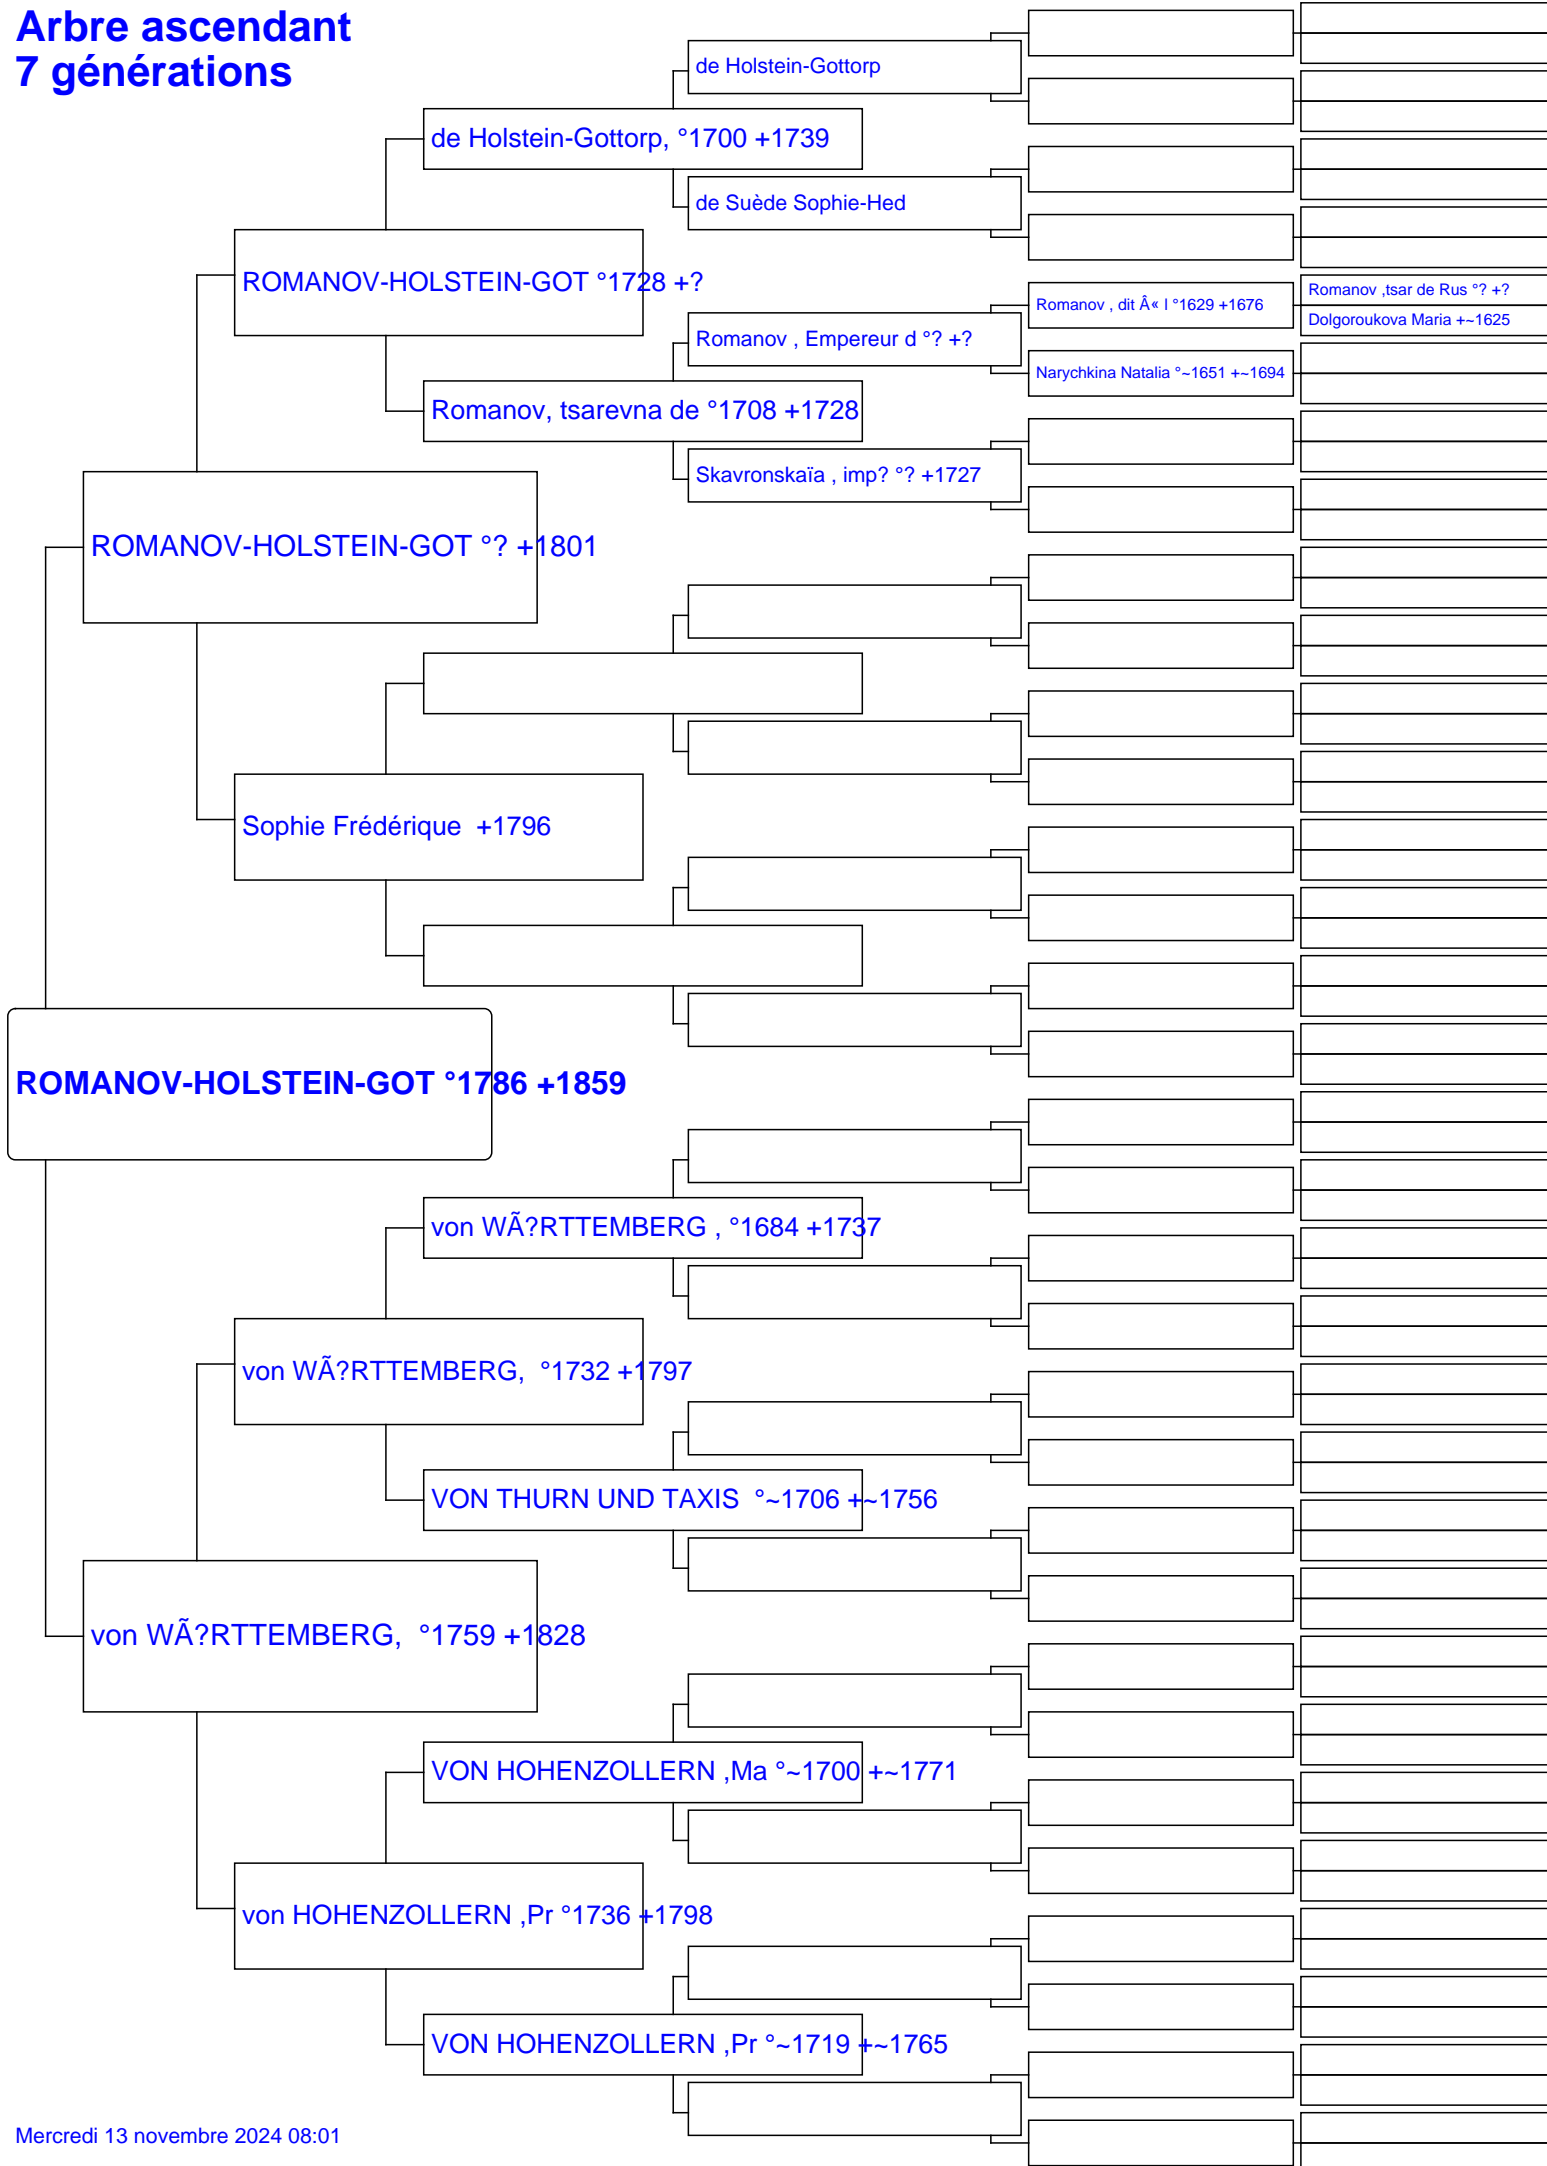 Arbre ascendant
7 générations
de Holstein-Gottorp
de Holstein-Gottorp, °1700 +1739
de Suède Sophie-Hed
ROMANOV-HOLSTEIN-GOT °1728 +?
Romanov , dit Â« l °1629 +1676
Romanov ,tsar de Rus °? +?
Dolgoroukova Maria +~1625
Romanov , Empereur d °? +?
Narychkina Natalia °~1651 +~1694
Romanov, tsarevna de °1708 +1728
Skavronskaïa , imp? °? +1727
ROMANOV-HOLSTEIN-GOT °? +1801
Sophie Frédérique  +1796
ROMANOV-HOLSTEIN-GOT °1786 +1859
von WÃ?RTTEMBERG , °1684 +1737
von WÃ?RTTEMBERG,  °1732 +1797
VON THURN UND TAXIS  °~1706 +~1756
von WÃ?RTTEMBERG,  °1759 +1828
VON HOHENZOLLERN ,Ma °~1700 +~1771
von HOHENZOLLERN ,Pr °1736 +1798
VON HOHENZOLLERN ,Pr °~1719 +~1765
Mercredi 13 novembre 2024 08:01